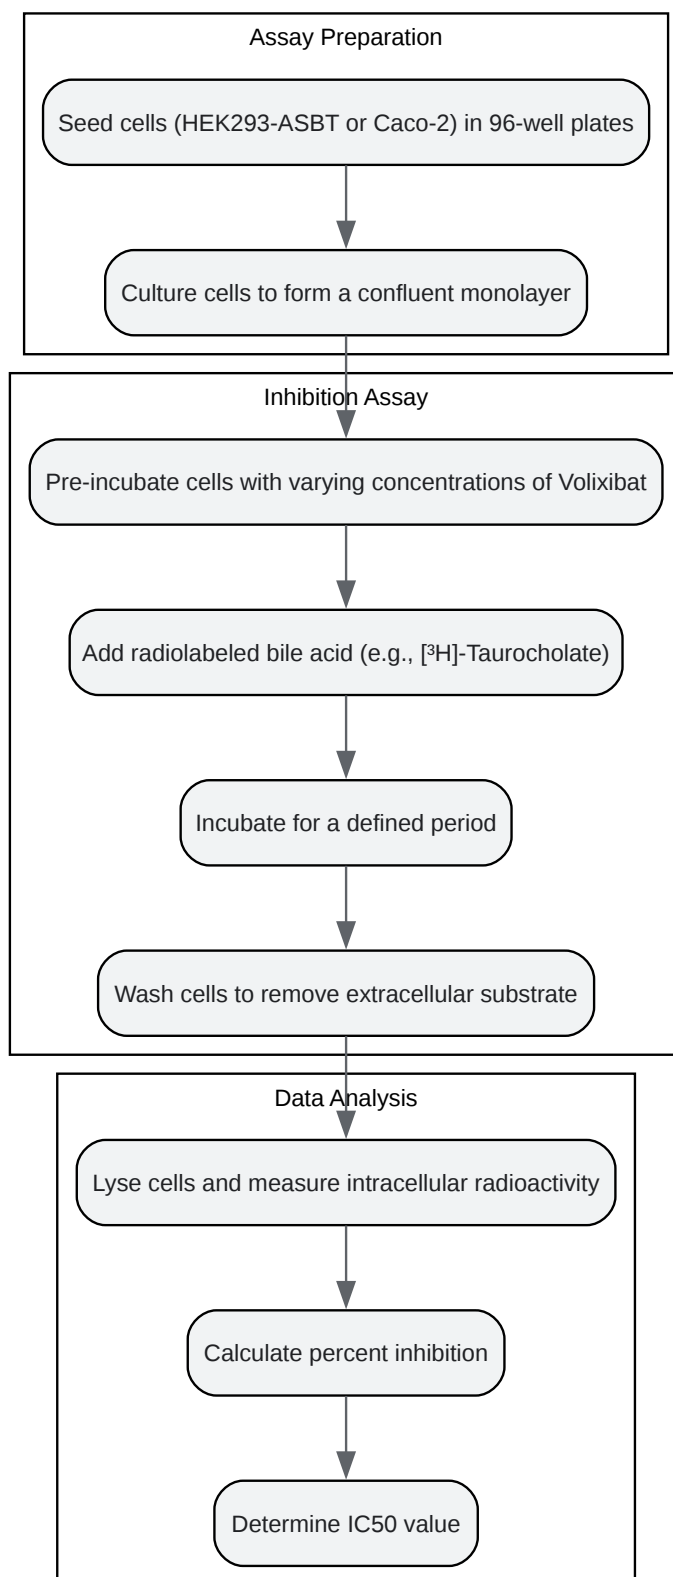 Assay Preparation
Seed cells (HEK293-ASBT or Caco-2) in 96-well plates
Culture cells to form a confluent monolayer
Inhibition Assay
Pre-incubate cells with varying concentrations of Volixibat
Add radiolabeled bile acid (e.g., [³H]-Taurocholate)
Incubate for a defined period
Wash cells to remove extracellular substrate
Data Analysis
Lyse cells and measure intracellular radioactivity
Calculate percent inhibition
Determine IC50 value